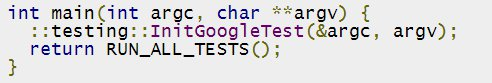 int main(int argc, char **argv) {
  ::testing::InitGoogleTest(&argc, argv);
  return RUN_ALL_TESTS();
}